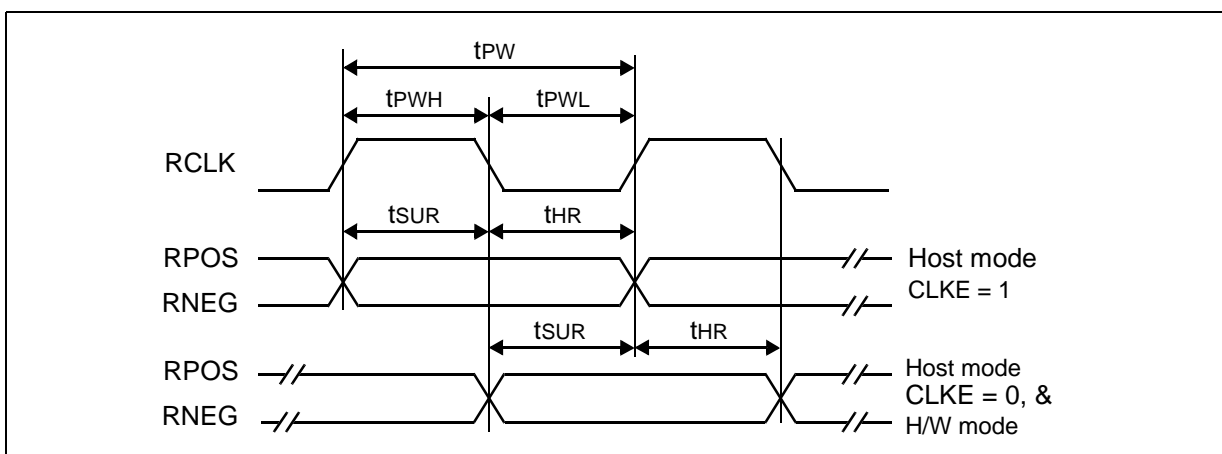 tPW
tPWH tPWL
RCLK
tSUR tHR
RPOS
RNEG
Host mode
CLKE = 1
tSUR tHR
RPOS
RNEG
Host mode
CLKE = 0, &
H/W mode